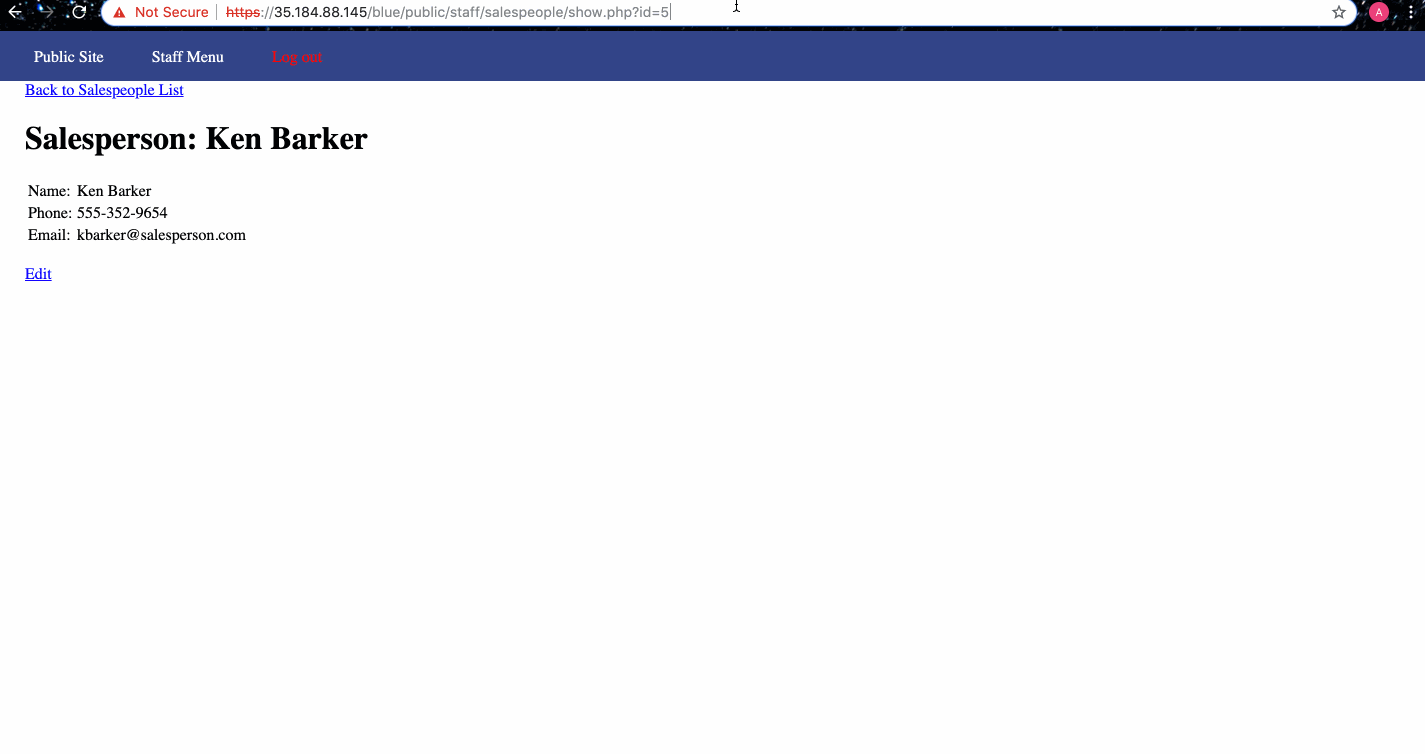 Not Secure | https://35.184.88.145/blue/public/staff/salespeople/show.php?id=5
A
Public Site Staff Menu Log out
Back to Salespeople List
Salesperson: Ken Barker
Name: Ken Barker
Phone: 555-352-9654
Email: kbarker@salesperson.com
Edit